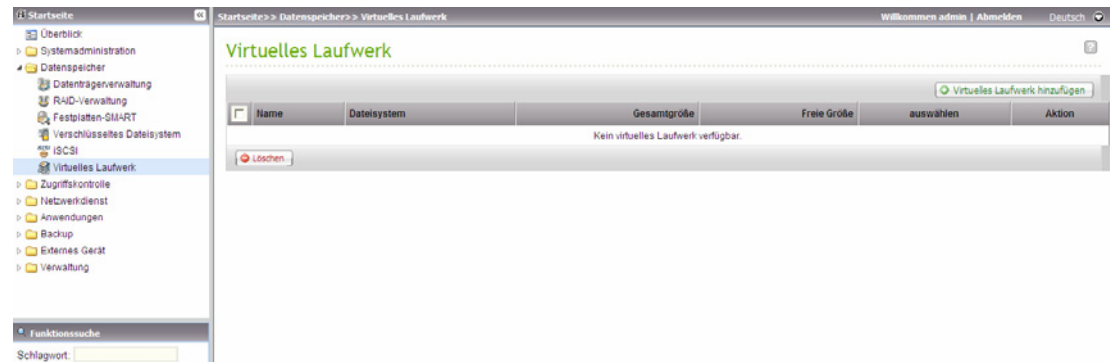 Startseite
Startseite>> Datenspeicher>> Virtuelles Laufwerk
Willkommen admin | Abmelden
Deutsch
Überblick
Systemadministration
Datenspeicher
Datenträgerverwaltung
RAID-Verwaltung
Festplatten-SMART
Verschlüsseltes Dateisystem
iSCSI
Virtuelles Laufwerk
Zugriffskontrolle
Netzwerkdienst
Anwendungen
Backup
Externes Gerät
Verwaltung
Funktionssuche
Schlagwort:
Virtuelles Laufwerk
Virtuelles Laufwerk hinzufügen
Name Dateisystem Gesamtgröße Freie Größe auswählen Aktion
Kein virtuelles Laufwerk verfügbar.
Löschen